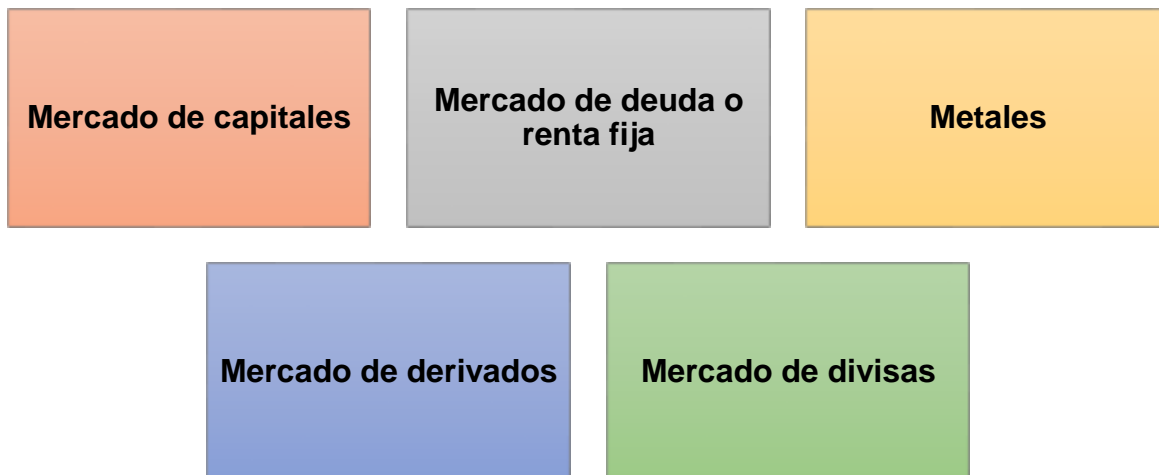 Mercado de capitales
Mercado de deuda o
renta fija
Metales
Mercado de derivados
Mercado de divisas